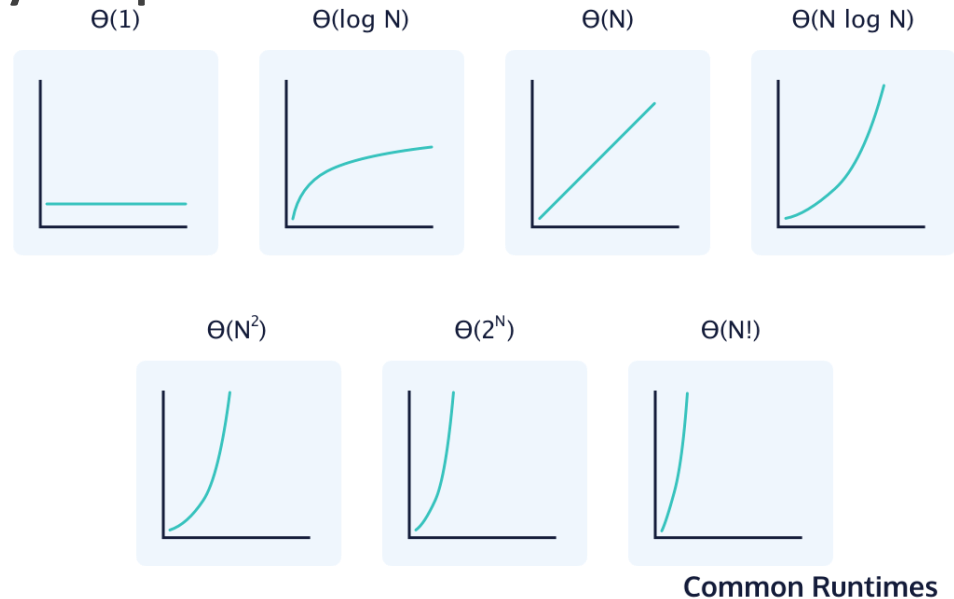 Ɵ(1)
Ɵ(log N)
Ɵ(N)
Ɵ(N log N)
Ɵ(N²)
Ɵ(2ᴺ)
Ɵ(N!)
Common Runtimes